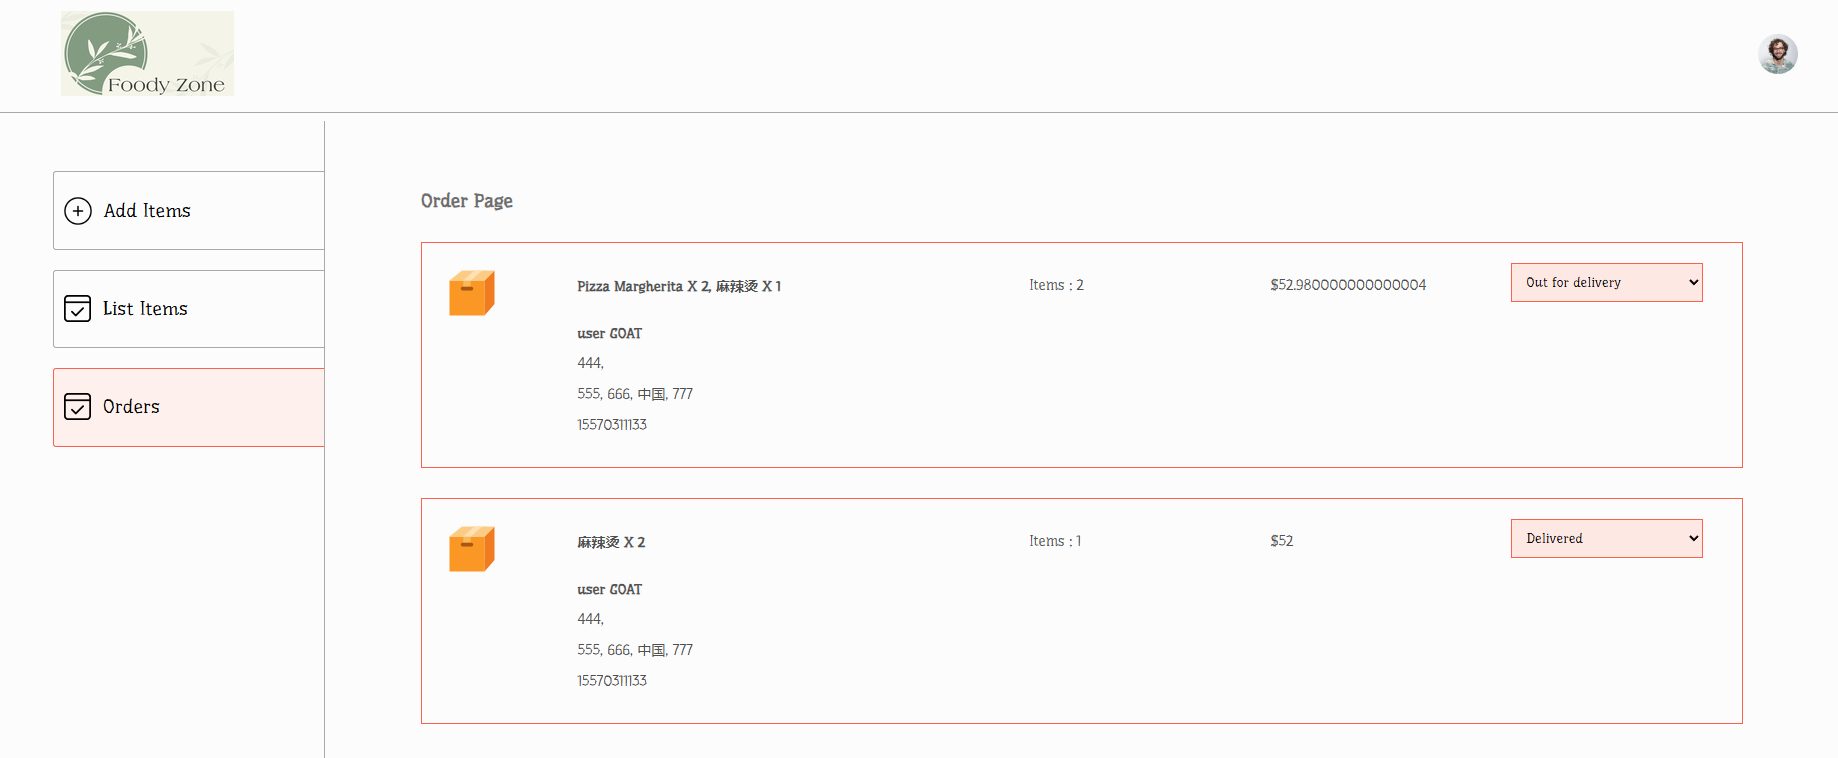 Foody Zone
Add Items
List Items
Orders
Order Page
Pizza Margherita X 2, 麻辣烫 X 1
Items : 2
$52.980000000000004
Out for delivery
user GOAT
444,
555, 666, 中国, 777
15570311133
麻辣烫 X 2
Items : 1
$52
Delivered
user GOAT
444,
555, 666, 中国, 777
15570311133